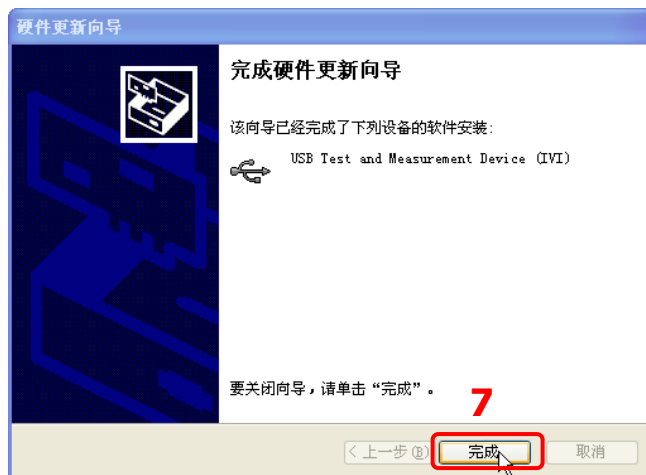 硬件更新向导
完成硬件更新向导
该向导已经完成了下列设备的软件安装:
USB Test and Measurement Device (IVI)
要关闭向导，请单击“完成”。
7
< 上一步(B)
完成
取消